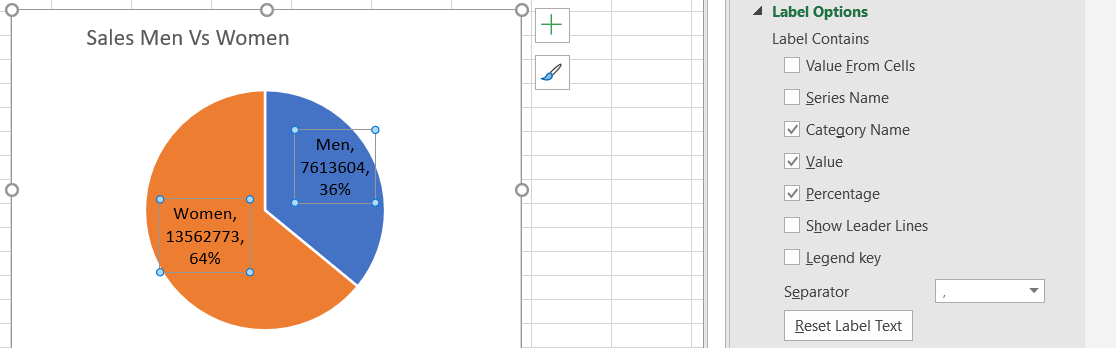 Sales Men Vs Women
Men,
7613604,
36%
Women,
13562773,
64%
Label Options
Label Contains
Value From Cells
Series Name
Category Name
Value
Percentage
Show Leader Lines
Legend key
Separator ,
Reset Label Text